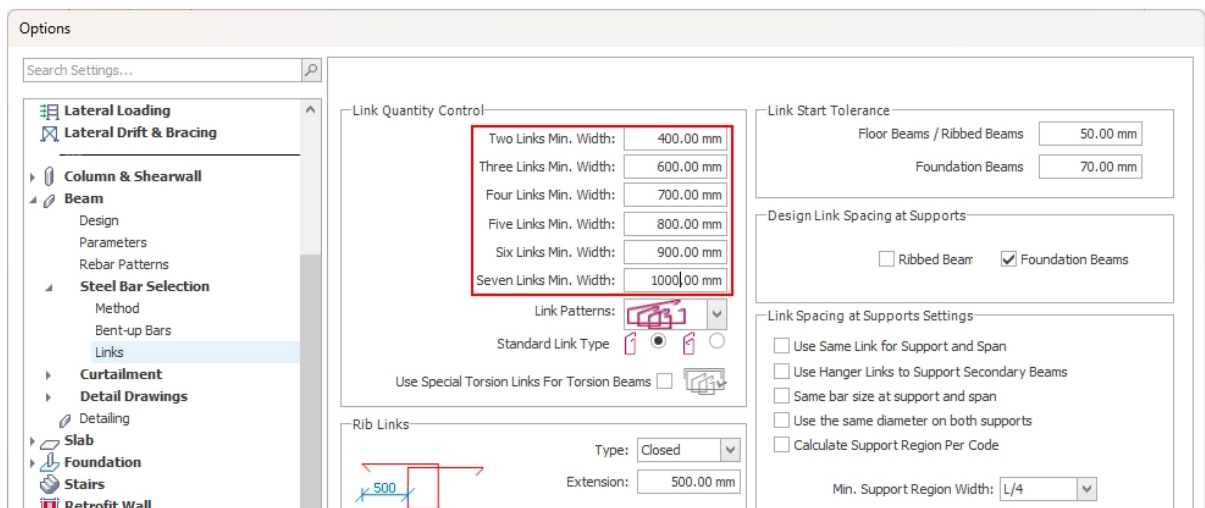 Options
Search Settings...
Lateral Loading
Lateral Drift & Bracing
Column & Shearwall
Beam
Design
Parameters
Rebar Patterns
Steel Bar Selection
Method
Bent-up Bars
Links
Curtailment
Detail Drawings
Detailing
Slab
Foundation
Stairs
Retrofit Wall
Link Quantity Control
Two Links Min. Width: 400.00 mm
Three Links Min. Width: 600.00 mm
Four Links Min. Width: 700.00 mm
Five Links Min. Width: 800.00 mm
Six Links Min. Width: 900.00 mm
Seven Links Min. Width: 1000.00 mm
Link Patterns:
Standard Link Type
Use Special Torsion Links For Torsion Beams
Rib Links
Type: Closed
Extension: 500.00 mm
500
Link Start Tolerance
Floor Beams / Ribbed Beams 50.00 mm
Foundation Beams 70.00 mm
Design Link Spacing at Supports
Ribbed Beam Foundation Beams
Link Spacing at Supports Settings
Use Same Link for Support and Span
Use Hanger Links to Support Secondary Beams
Same bar size at support and span
Use the same diameter on both supports
Calculate Support Region Per Code
Min. Support Region Width: L/4